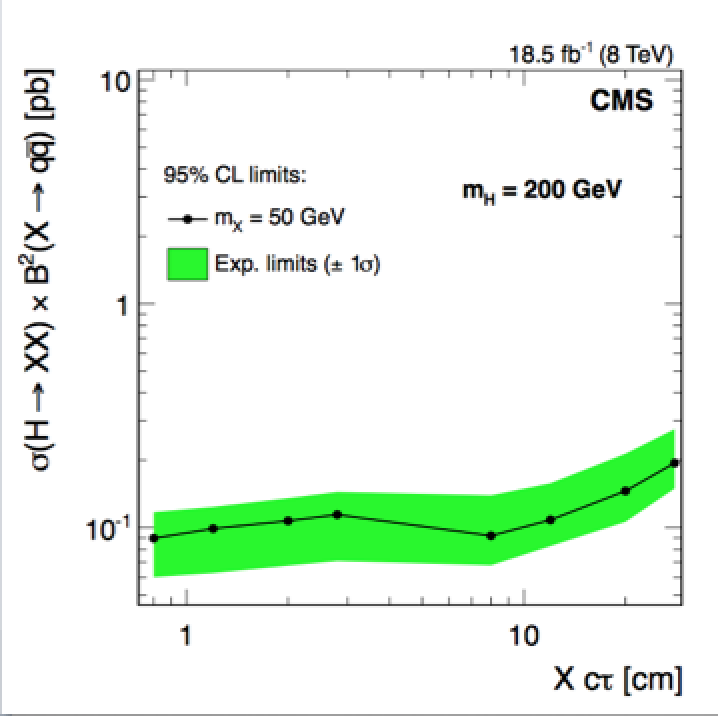 18.5 fb⁻¹ (8 TeV)
CMS
95% CL limits:
m_H = 200 GeV
m_X = 50 GeV
Exp. limits (± 1σ)
σ(H → XX) × B²(X → qq̅) [pb]
10
1
10⁻¹
1
10
X cτ [cm]